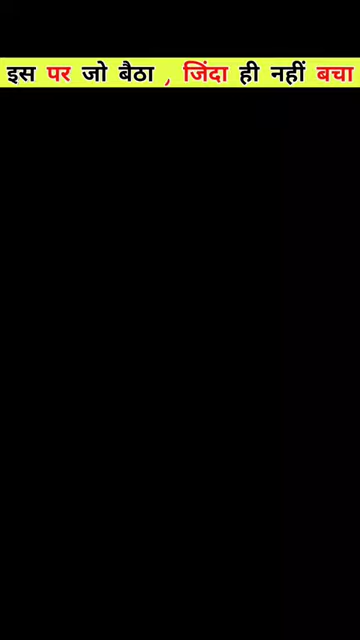 इस पर जो बैठा , जिंदा ही नहीं बचा